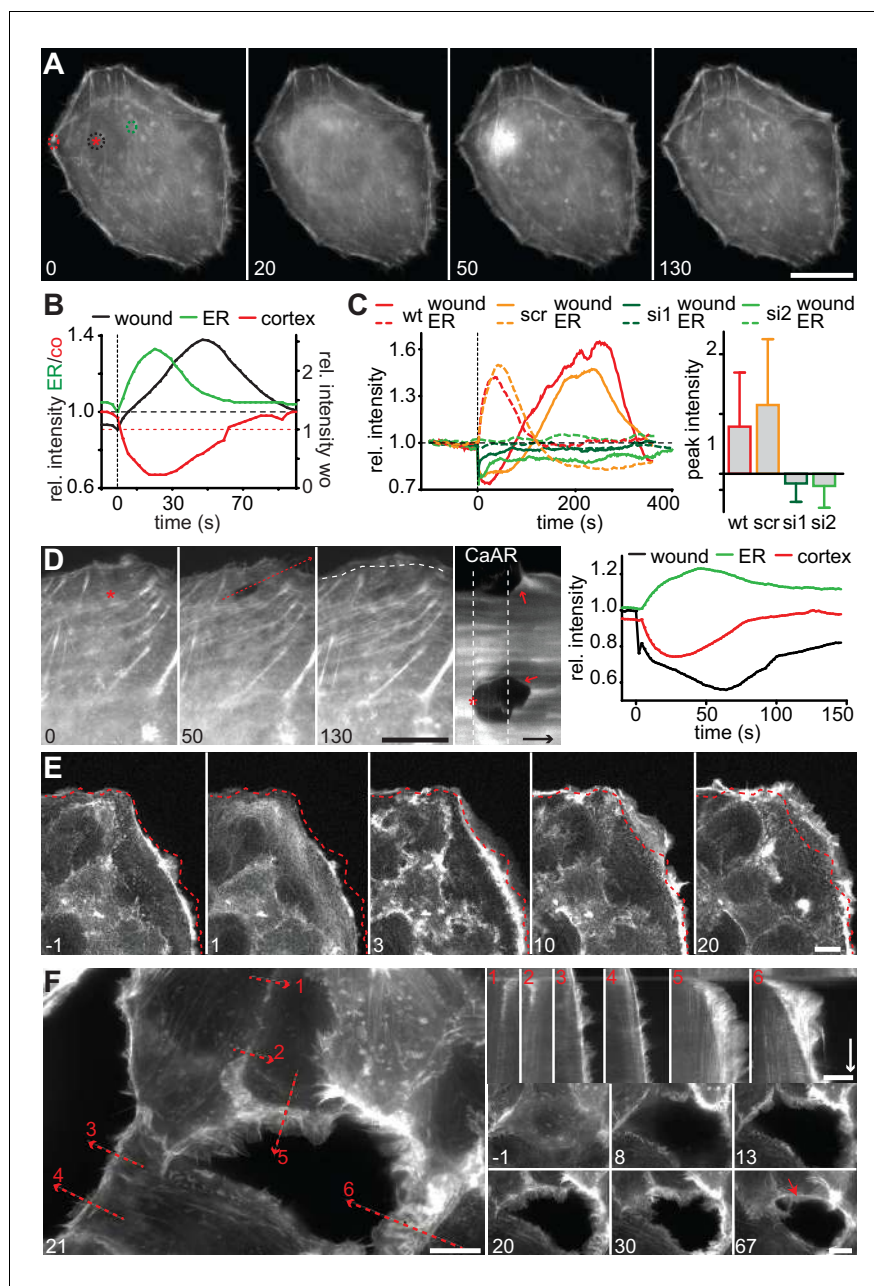 A
0
20
50
130
B
wound ER cortex
1.4
1.0
0.6
rel. intensity ER/co
2
1
0
rel. intensity wo
0
30
70
time (s)
C
wt wound ER
scr wound ER
si1 wound ER
si2 wound ER
1.6
1.0
0.7
rel. intensity
0
200
400
time (s)
2
1
0
peak intensity
wt scr si1 si2
D
*
0
50
130
CaAR
*
wound ER cortex
1.2
1.0
0.8
0.6
rel. intensity
0
50
100
150
time (s)
E
-1
1
3
10
20
F
1
2
3
4
5
6
21
1 2 3 4 5 6
-1
8
13
20
30
67